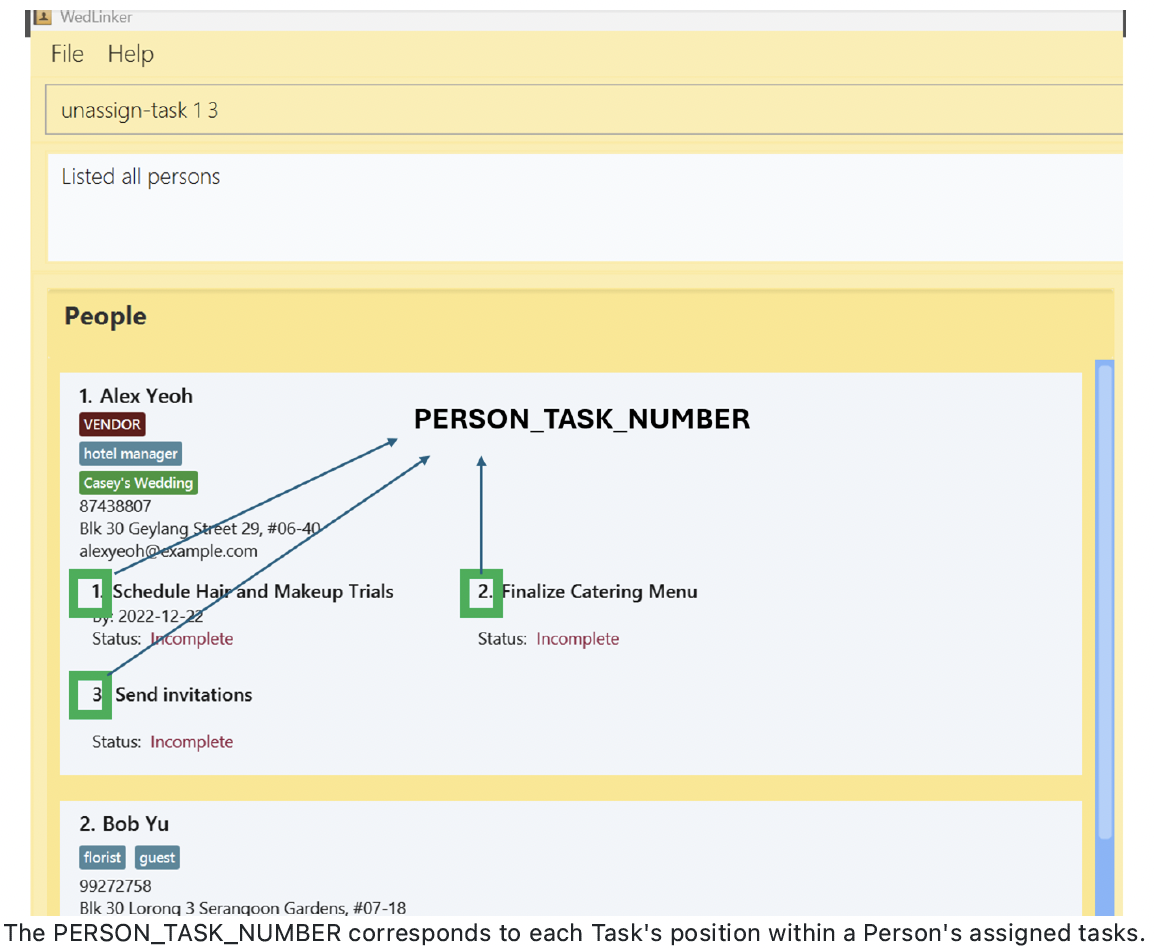 WedLinker
File Help
unassign-task 1 3
Listed all persons
People
1. Alex Yeoh
PERSON_TASK_NUMBER
VENDOR
hotel manager
Casey's Wedding
87438807
Blk 30 Geylang Street 29, #06-40
alexyeoh@example.com
1. Schedule Hair and Makeup Trials
By: 2022-12-22
Status: Incomplete
2. Finalize Catering Menu
Status: Incomplete
3 Send invitations
Status: Incomplete
2. Bob Yu
florist guest
99272758
Blk 30 Lorong 3 Serangoon Gardens, #07-18
The PERSON_TASK_NUMBER corresponds to each Task's position within a Person's assigned tasks.